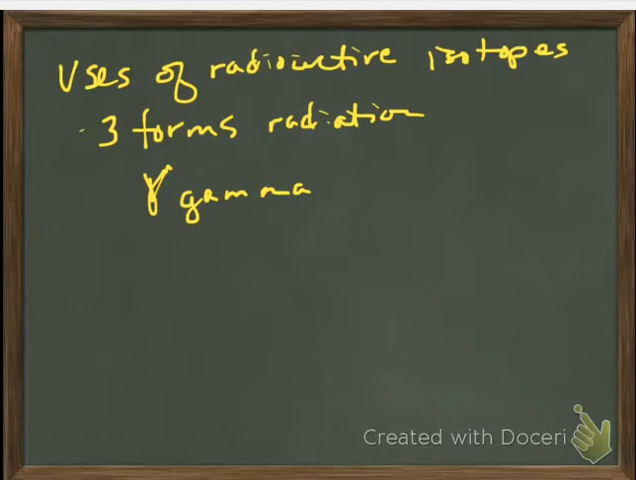 Uses of radioactive isotopes
· 3 forms radiation
γ gamma
Created with Doceri